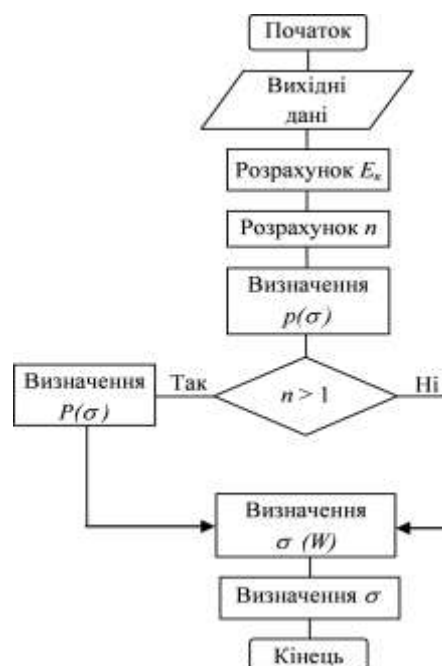 Початок
Вихідні
дані
Розрахунок Eк
Розрахунок n
Визначення
p(σ)
n > 1
Так
Ні
Визначення
P(σ)
Визначення
σ (W)
Визначення σ
Кінець